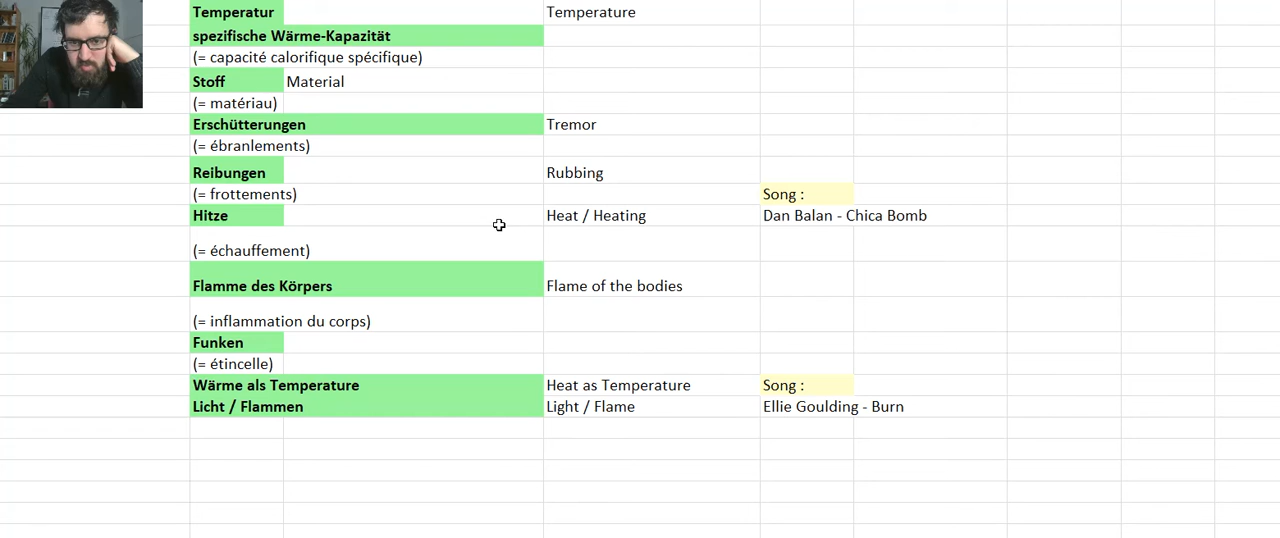 Temperatur Temperature
spezifische Wärme-Kapazität
(= capacité calorifique spécifique)
Stoff Material
(= matériau)
Erschütterungen Tremor
(= ébranlements)
Reibungen Rubbing
(= frottements) Song :
Hitze Heat / Heating Dan Balan - Chica Bomb
(= échauffement)
Flamme des Körpers Flame of the bodies
(= inflammation du corps)
Funken
(= étincelle)
Wärme als Temperature Heat as Temperature Song :
Licht / Flammen Light / Flame Ellie Goulding - Burn